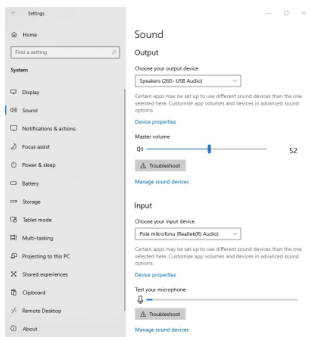 Settings
Home
Find a setting
System
Display
Sound
Notifications & actions
Focus assist
Power & sleep
Battery
Storage
Tablet mode
Multi-tasking
Projecting to this PC
Shared experiences
Clipboard
Remote Desktop
About
Sound
Output
Choose your output device
Speakers (260- USB Audio)
Certain apps may be set up to use different sound devices than the one
selected here. Customise app volumes and devices in advanced sound
options.
Device properties
Master volume
52
Troubleshoot
Manage sound devices
Input
Choose your input device
Pole mikrofonu (Realtek(R) Audio)
Certain apps may be set up to use different sound devices than the one
selected here. Customise app volumes and devices in advanced sound
options.
Device properties
Test your microphone
Troubleshoot
Manage sound devices